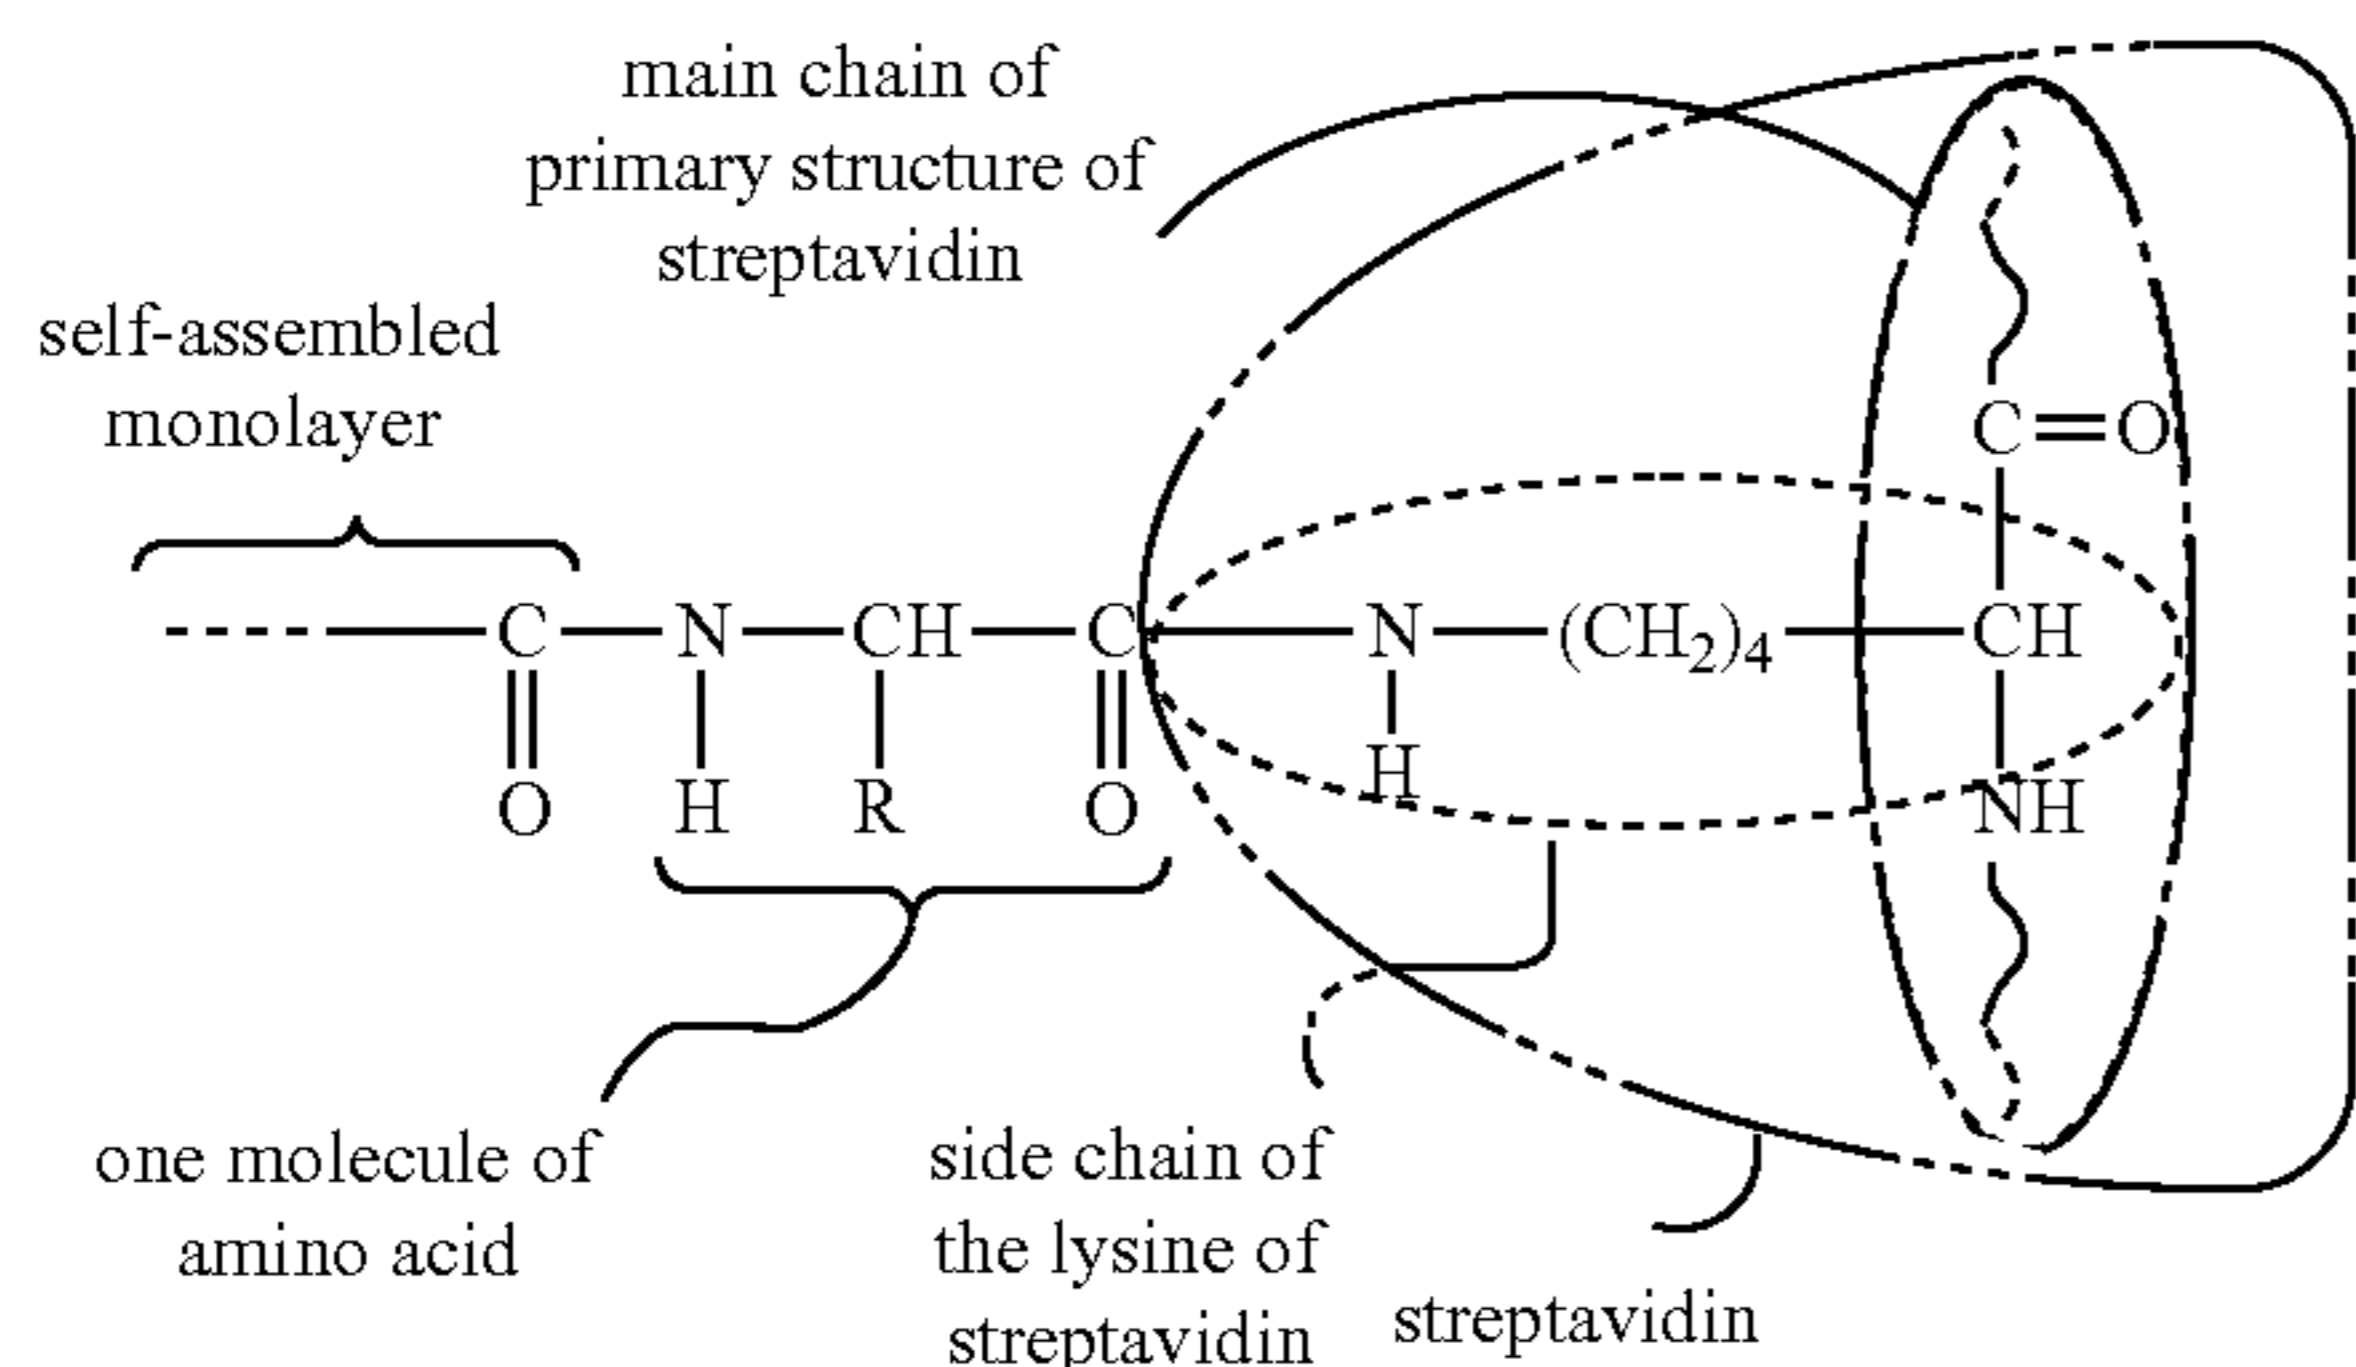 main chain of
primary structure of
streptavidin
self-assembled
monolayer
C=O
C—N—CH—C—N—(CH₂)₄—CH
H
O H R O NH
one molecule of
amino acid
side chain of
the lysine of
streptavidin
streptavidin